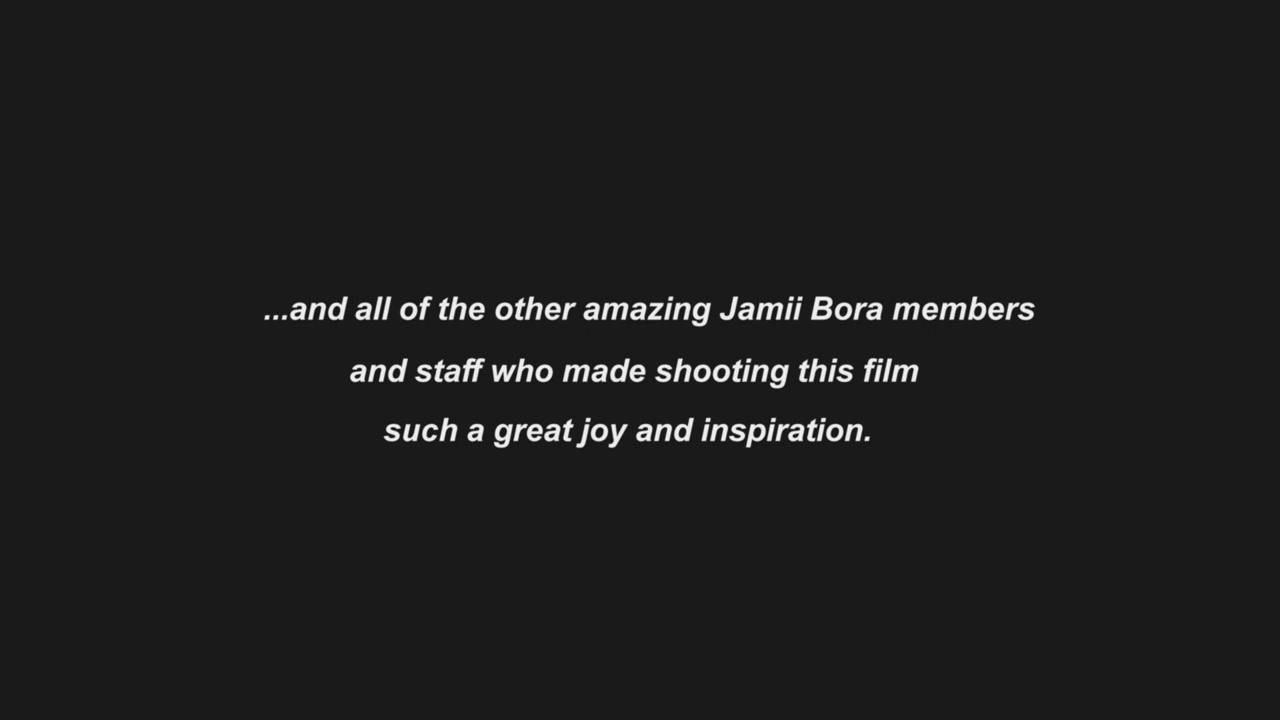 ...and all of the other amazing Jamii Bora members
and staff who made shooting this film
such a great joy and inspiration.